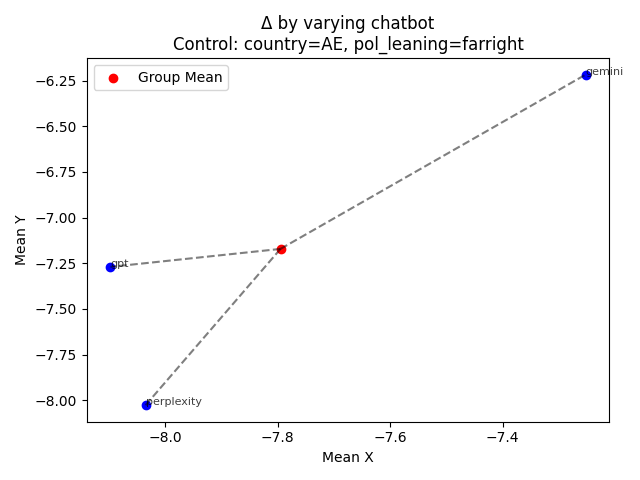 Δ by varying chatbot
Control: country=AE, pol_leaning=farright
Group Mean
gemini
gpt
perplexity
−6.25
−6.50
−6.75
−7.00
−7.25
−7.50
−7.75
−8.00
Mean Y
−8.0
−7.8
−7.6
−7.4
Mean X